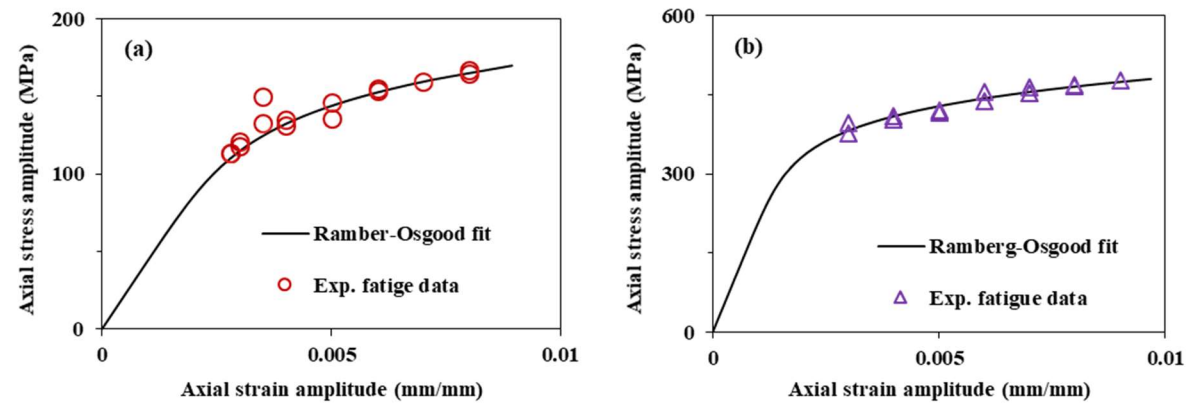 200
(a)
Axial stress amplitude (MPa)
100
Ramber-Osgood fit
Exp. fatige data
0
0
0.005
0.01
Axial strain amplitude (mm/mm)
600
(b)
Axial stress amplitude (MPa)
300
Ramberg-Osgood fit
Exp. fatigue data
0
0
0.005
0.01
Axial strain amplitude (mm/mm)